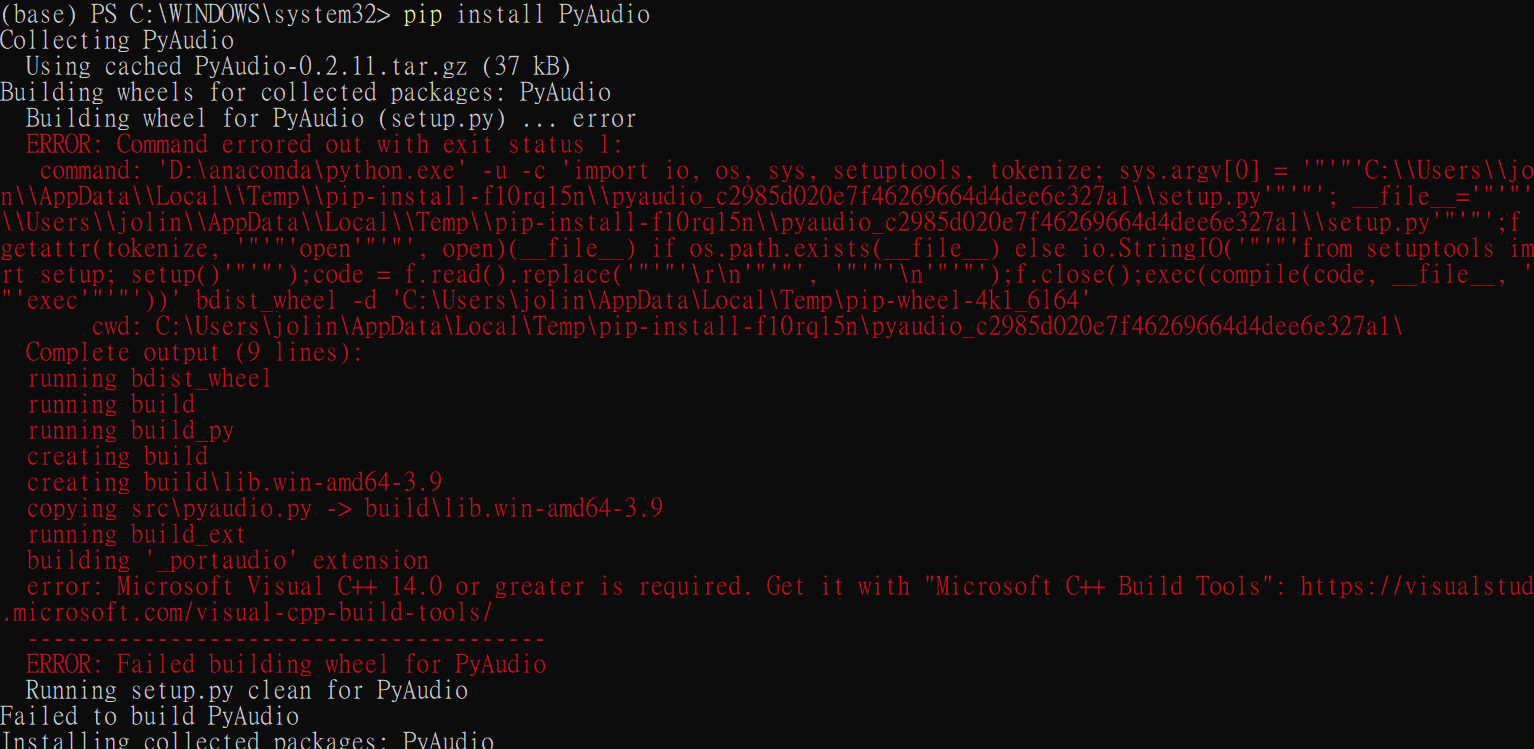 (base) PS C:\WINDOWS\system32> pip install PyAudio
Collecting PyAudio
  Using cached PyAudio-0.2.11.tar.gz (37 kB)
Building wheels for collected packages: PyAudio
  Building wheel for PyAudio (setup.py) ... error
  ERROR: Command errored out with exit status 1:
   command: 'D:\anaconda\python.exe' -u -c 'import io, os, sys, setuptools, tokenize; sys.argv[0] = '"'"'C:\\Users\\jo
n\\AppData\\Local\\Temp\\pip-install-fl0rq15n\\pyaudio_c2985d020e7f46269664d4dee6e327a1\\setup.py'"'"'; __file__='"'"'
\\Users\\jolin\\AppData\\Local\\Temp\\pip-install-fl0rq15n\\pyaudio_c2985d020e7f46269664d4dee6e327a1\\setup.py'"'"';f
getattr(tokenize, '"'"'open'"'"', open)(__file__) if os.path.exists(__file__) else io.StringIO('"'"'from setuptools im
rt setup; setup()'"'"');code = f.read().replace('"'"'\r\n'"'"', '"'"'\n'"'"');f.close();exec(compile(code, __file__, '
"'exec'"'"'))' bdist_wheel -d 'C:\Users\jolin\AppData\Local\Temp\pip-wheel-4kl_6164'
       cwd: C:\Users\jolin\AppData\Local\Temp\pip-install-fl0rq15n\pyaudio_c2985d020e7f46269664d4dee6e327a1\
  Complete output (9 lines):
  running bdist_wheel
  running build
  running build_py
  creating build
  creating build\lib.win-amd64-3.9
  copying src\pyaudio.py -> build\lib.win-amd64-3.9
  running build_ext
  building '_portaudio' extension
  error: Microsoft Visual C++ 14.0 or greater is required. Get it with "Microsoft C++ Build Tools": https://visualstud
.microsoft.com/visual-cpp-build-tools/
  ----------------------------------------
  ERROR: Failed building wheel for PyAudio
  Running setup.py clean for PyAudio
Failed to build PyAudio
Installing collected packages: PyAudio